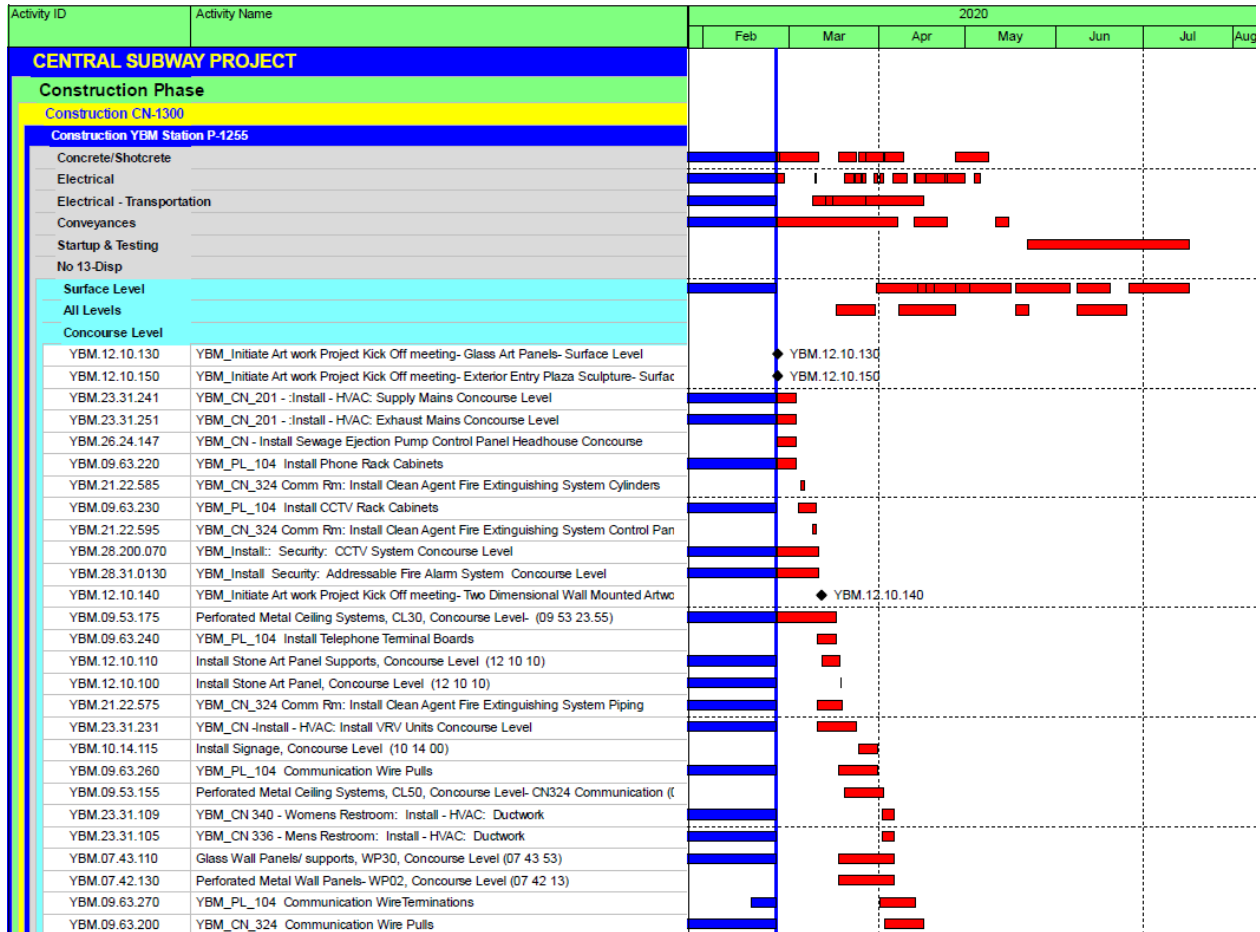 Activity ID Activity Name 2020
Feb Mar Apr May Jun Jul Aug
CENTRAL SUBWAY PROJECT
Construction Phase
Construction CN-1300
Construction YBM Station P-1255
Concrete/Shotcrete
Electrical
Electrical - Transportation
Conveyances
Startup & Testing
No 13-Disp
Surface Level
All Levels
Concourse Level
YBM.12.10.130 YBM_Initiate Art work Project Kick Off meeting- Glass Art Panels- Surface Level YBM.12.10.130
YBM.12.10.150 YBM_Initiate Art work Project Kick Off meeting- Exterior Entry Plaza Sculpture- Surfac YBM.12.10.150
YBM.23.31.241 YBM_CN_201 - :Install - HVAC: Supply Mains Concourse Level
YBM.23.31.251 YBM_CN_201 - :Install - HVAC: Exhaust Mains Concourse Level
YBM.26.24.147 YBM_CN - Install Sewage Ejection Pump Control Panel Headhouse Concourse
YBM.09.63.220 YBM_PL_104 Install Phone Rack Cabinets
YBM.21.22.585 YBM_CN_324 Comm Rm: Install Clean Agent Fire Extinguishing System Cylinders
YBM.09.63.230 YBM_PL_104 Install CCTV Rack Cabinets
YBM.21.22.595 YBM_CN_324 Comm Rm: Install Clean Agent Fire Extinguishing System Control Pan
YBM.28.200.070 YBM_Install:: Security: CCTV System Concourse Level
YBM.28.31.0130 YBM_Install Security: Addressable Fire Alarm System Concourse Level
YBM.12.10.140 YBM_Initiate Art work Project Kick Off meeting- Two Dimensional Wall Mounted Artwc YBM.12.10.140
YBM.09.53.175 Perforated Metal Ceiling Systems, CL30, Concourse Level- (09 53 23.55)
YBM.09.63.240 YBM_PL_104 Install Telephone Terminal Boards
YBM.12.10.110 Install Stone Art Panel Supports, Concourse Level (12 10 10)
YBM.12.10.100 Install Stone Art Panel, Concourse Level (12 10 10)
YBM.21.22.575 YBM_CN_324 Comm Rm: Install Clean Agent Fire Extinguishing System Piping
YBM.23.31.231 YBM_CN -Install - HVAC: Install VRV Units Concourse Level
YBM.10.14.115 Install Signage, Concourse Level (10 14 00)
YBM.09.63.260 YBM_PL_104 Communication Wire Pulls
YBM.09.53.155 Perforated Metal Ceiling Systems, CL50, Concourse Level- CN324 Communication ((
YBM.23.31.109 YBM_CN 340 - Womens Restroom: Install - HVAC: Ductwork
YBM.23.31.105 YBM_CN 336 - Mens Restroom: Install - HVAC: Ductwork
YBM.07.43.110 Glass Wall Panels/ supports, WP30, Concourse Level (07 43 53)
YBM.07.42.130 Perforated Metal Wall Panels- WP02, Concourse Level (07 42 13)
YBM.09.63.270 YBM_PL_104 Communication WireTerminations
YBM.09.63.200 YBM_CN_324 Communication Wire Pulls